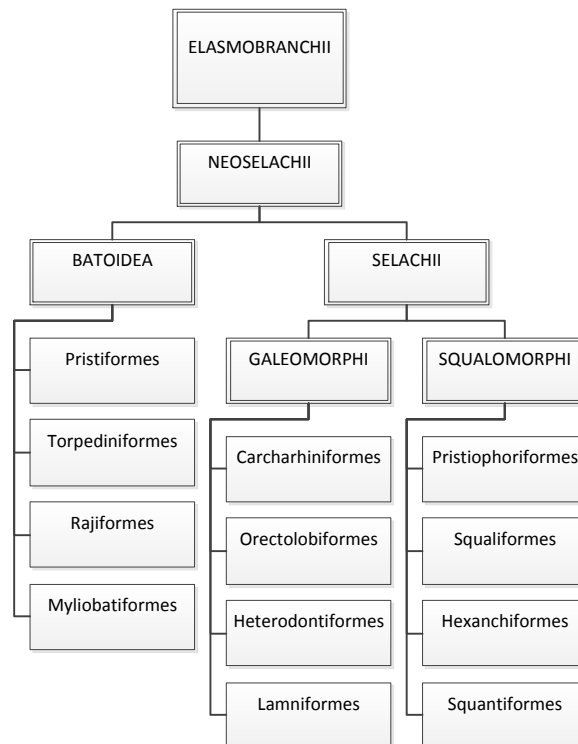 ELASMOBRANCHII
NEOSELACHII
BATOIDEA
SELACHII
Pristiformes
Torpediniformes
Rajiformes
Myliobatiformes
GALEOMORPHI
SQUALOMORPHI
Carcharhiniformes
Orectolobiformes
Heterodontiformes
Lamniformes
Pristiophoriformes
Squaliformes
Hexanchiformes
Squantiformes